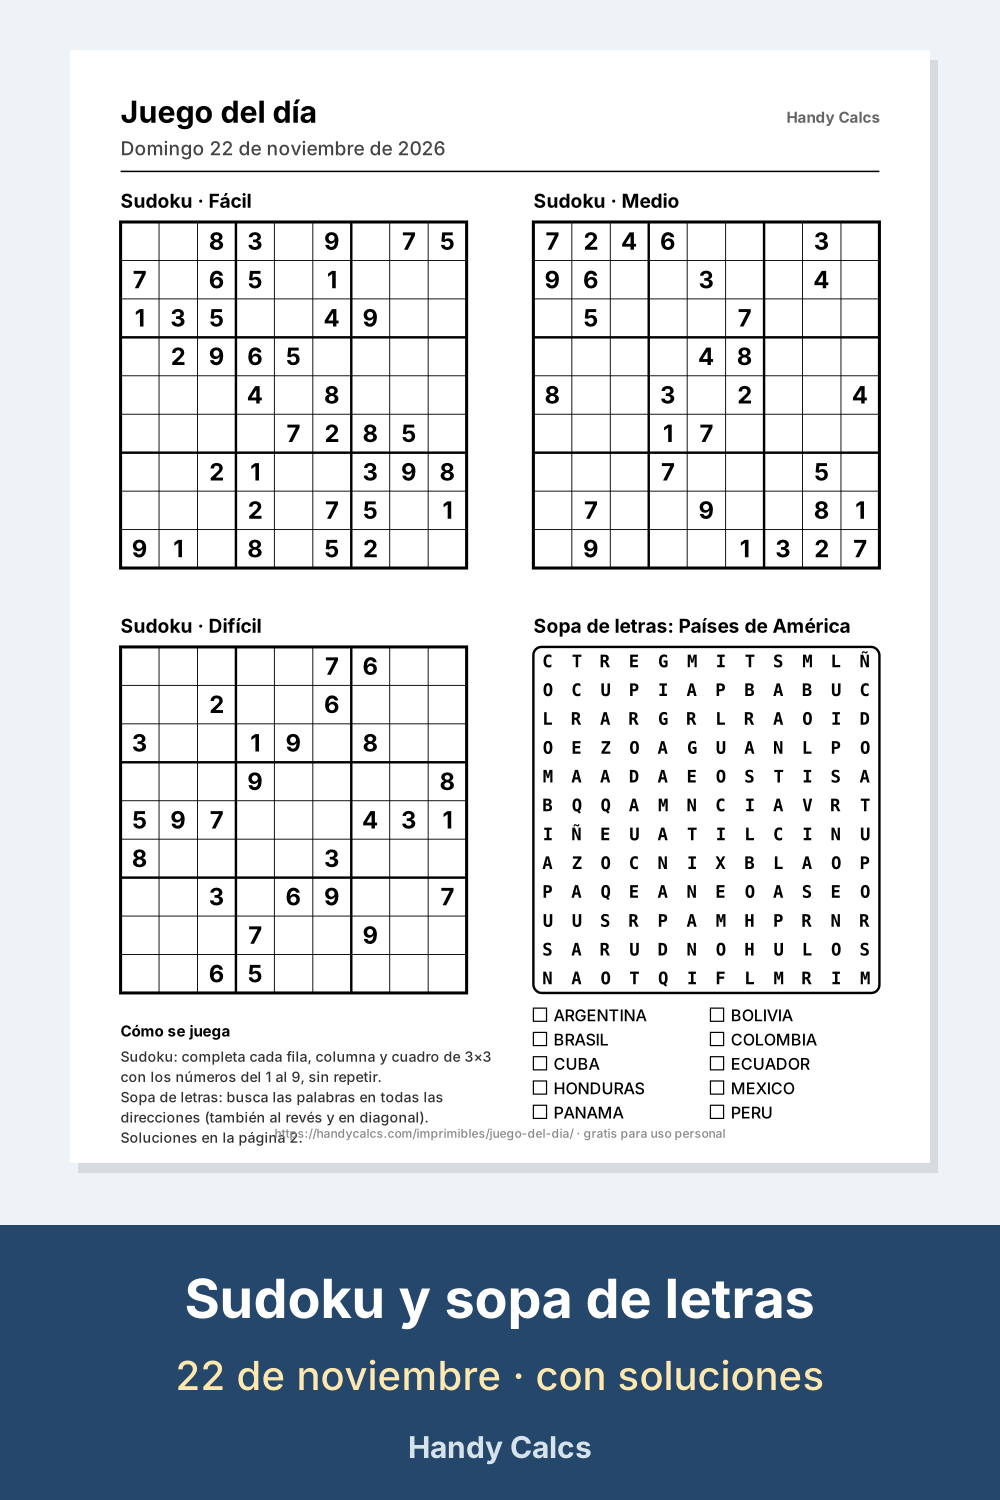 Juego del día
Handy Calcs
Domingo 22 de noviembre de 2026
Sudoku · Fácil
8 3 9 7 5
7 6 5 1
1 3 5 4 9
2 9 6 5
4 8
7 2 8 5
2 1 3 9 8
2 7 5 1
9 1 8 5 2
Sudoku · Medio
7 2 4 6 3
9 6 3 4
5 7
4 8
8 3 2 4
1 7
7 5
7 9 8 1
9 1 3 2 7
Sudoku · Difícil
7 6
2 6
3 1 9 8
9 8
5 9 7 4 3 1
8 3
3 6 9 7
7 9
6 5
Cómo se juega
Sudoku: completa cada fila, columna y cuadro de 3×3
con los números del 1 al 9, sin repetir.
Sopa de letras: busca las palabras en todas las
direcciones (también al revés y en diagonal).
Soluciones en la página 2.
Sopa de letras: Países de América
C T R E G M I T S M L Ñ
O C U P I A P B A B U C
L R A R G R L R A O I D
O E Z O A G U A N L P O
M A A D A E O S T I S A
B Q Q A M N C I A V R T
I Ñ E U A T I L C I N U
A Z O C N I X B L A O P
P A Q E A N E O A S E O
U U S R P A M H P R N R
S A R U D N O H U L O S
N A O T Q I F L M R I M
ARGENTINA BOLIVIA
BRASIL COLOMBIA
CUBA ECUADOR
HONDURAS MEXICO
PANAMA PERU
https://handycalcs.com/imprimibles/juego-del-dia/ · gratis para uso personal
Sudoku y sopa de letras
22 de noviembre · con soluciones
Handy Calcs